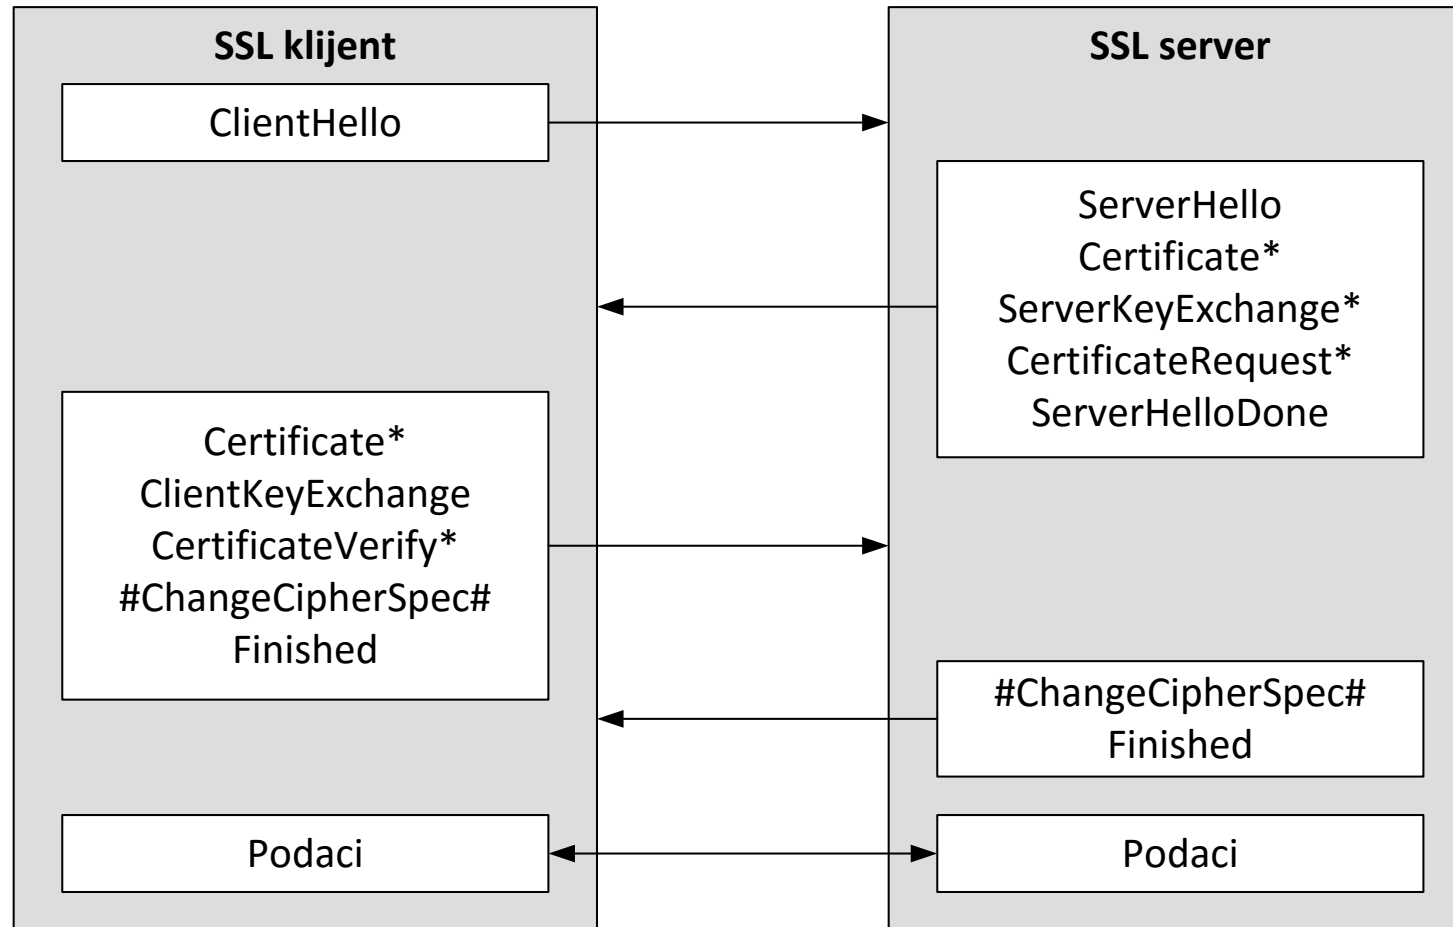 SSL klijent
SSL server
ClientHello
ServerHello
Certificate*
ServerKeyExchange*
CertificateRequest*
ServerHelloDone
Certificate*
ClientKeyExchange
CertificateVerify*
#ChangeCipherSpec#
Finished
#ChangeCipherSpec#
Finished
Podaci
Podaci